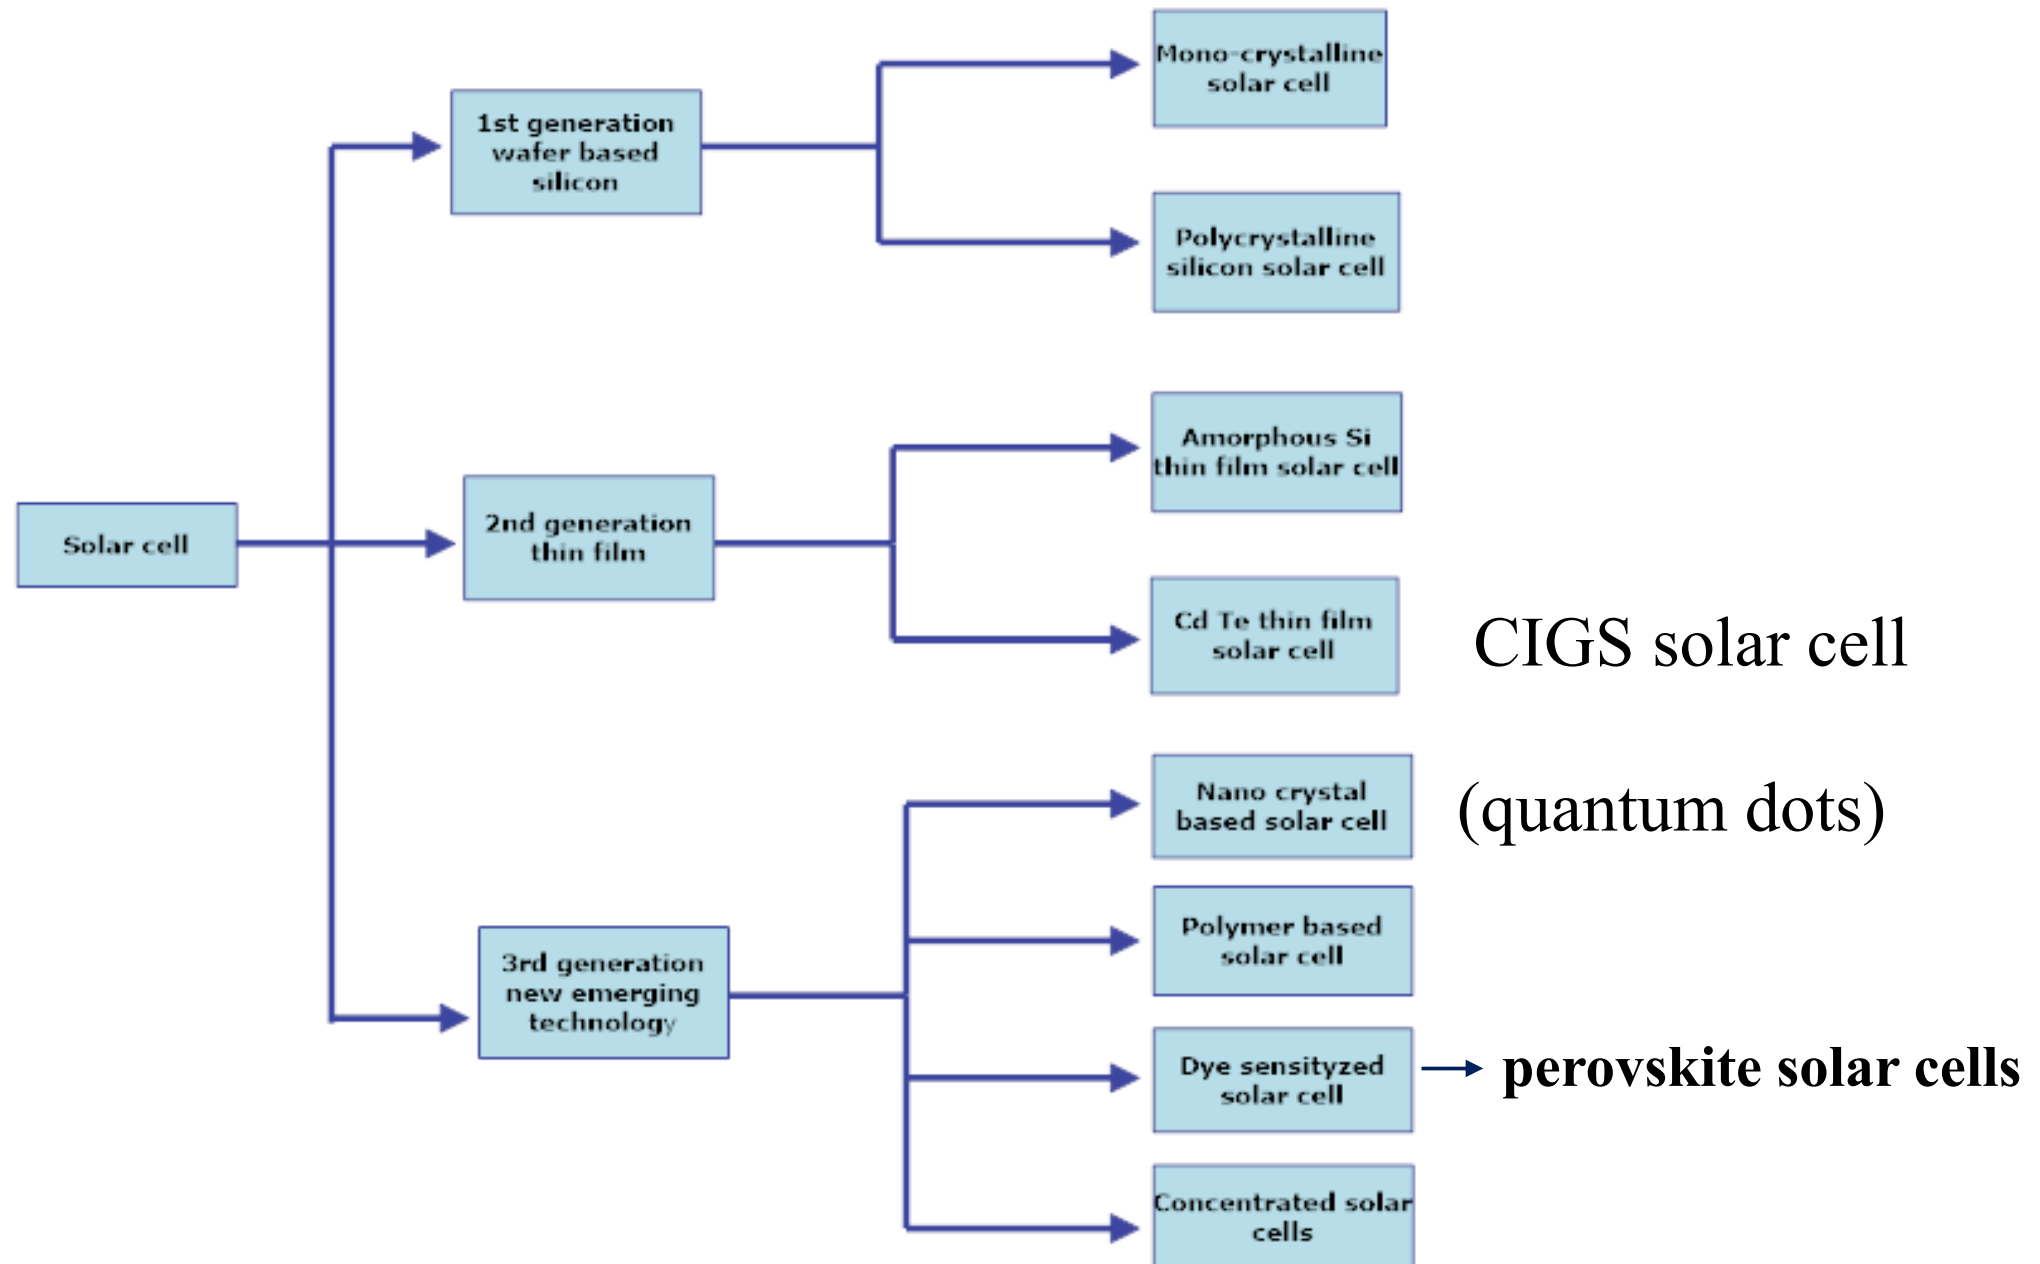 Mono-crystalline
solar cell
1st generation
wafer based
silicon
Polycrystalline
silicon solar cell
Amorphous Si
thin film solar cell
Solar cell
2nd generation
thin film
Cd Te thin film
solar cell
CIGS solar cell
Nano crystal
based solar cell
(quantum dots)
Polymer based
solar cell
3rd generation
new emerging
technology
Dye sensityzed
solar cell
perovskite solar cells
Concentrated solar
cells